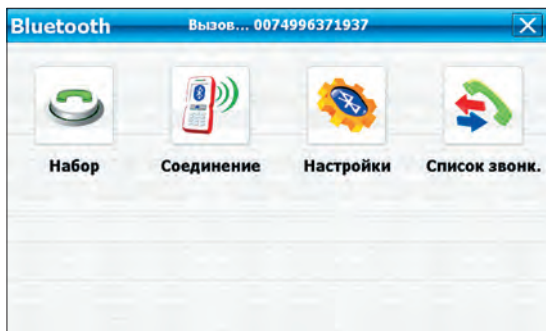 Bluetooth Вызов... 0074996371937
Набор Соединение Настройки Список звонк.